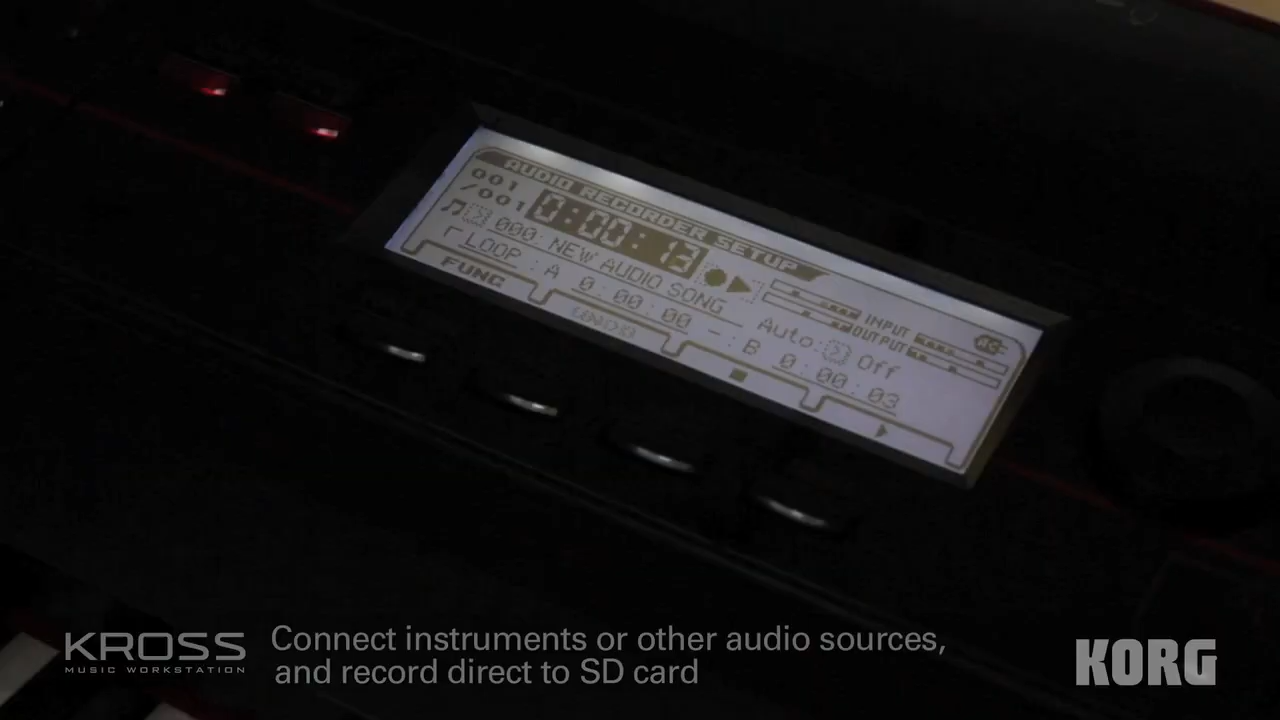 AUDIO RECORDER SETUP
001
/001
0:00:13
000: NEW AUDIO SONG
LOOP : A 0:00:00 - : B 0:00:03
Auto: Off
INPUT
OUTPUT
AC
FUNC
UNDO
KROSS
MUSIC WORKSTATION
Connect instruments or other audio sources,
and record direct to SD card
KORG